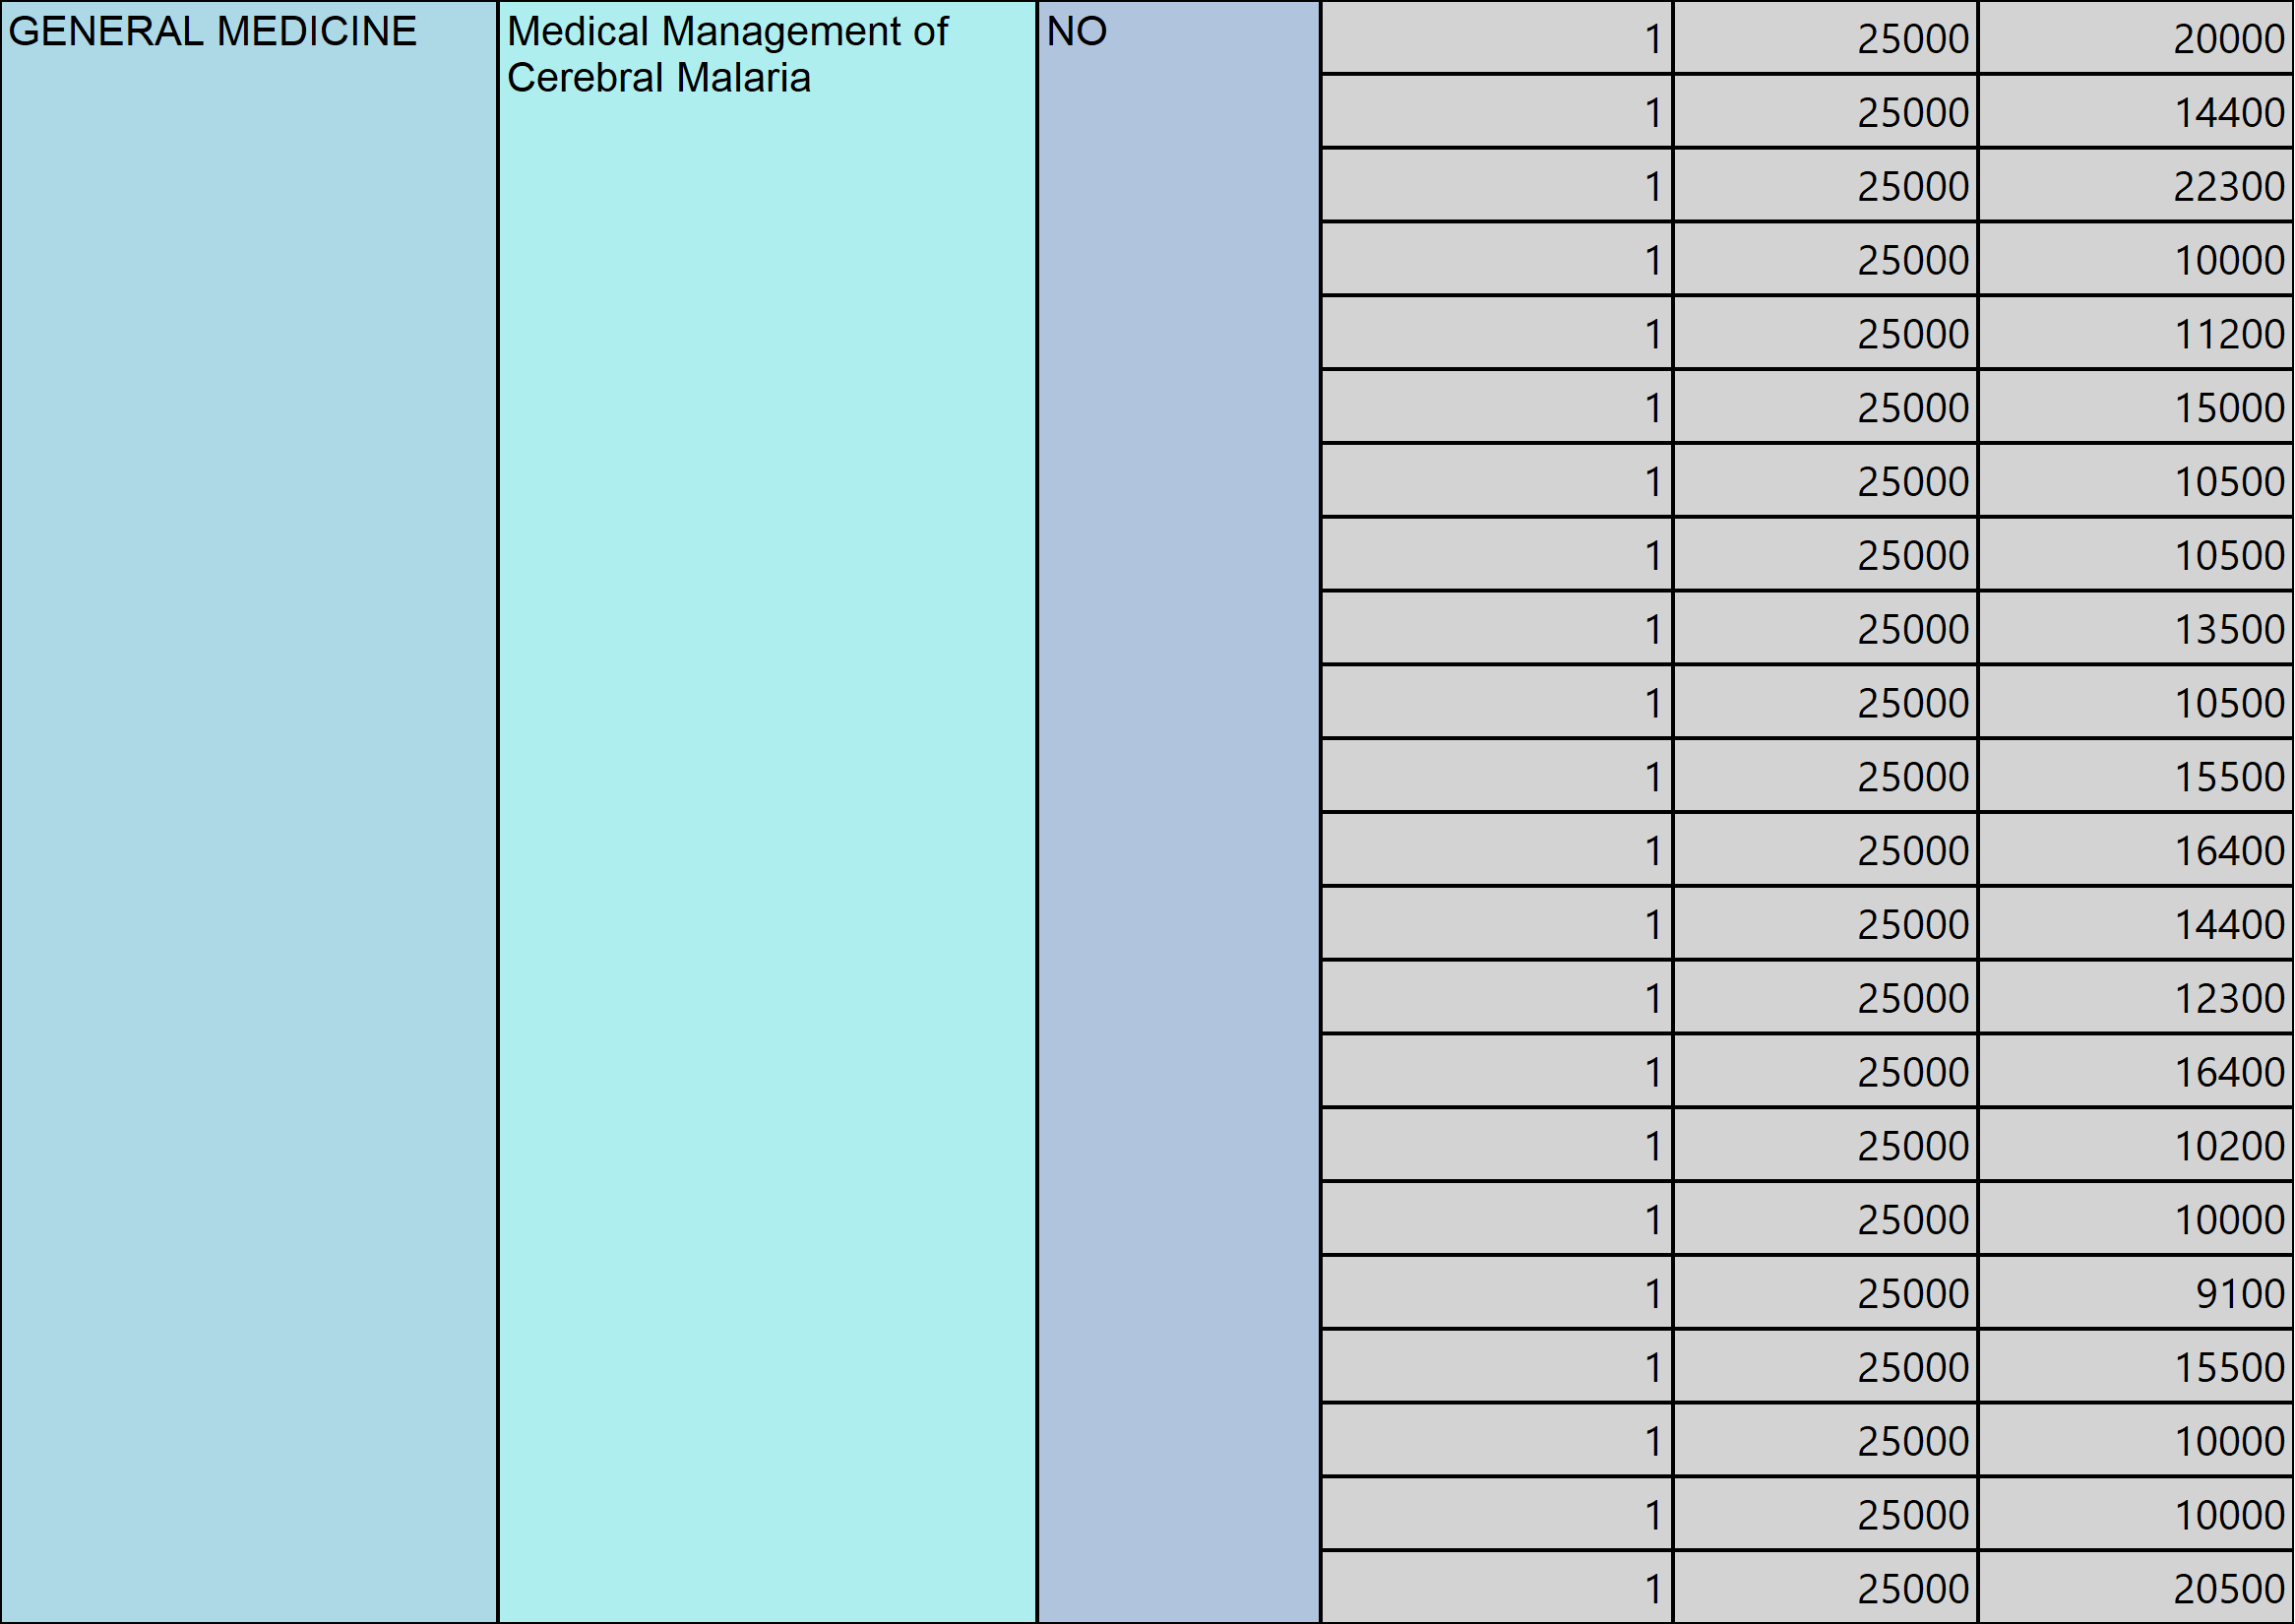 GENERAL MEDICINE Medical Management of NO 1 25000 20000
Cerebral Malaria
1 25000 14400
1 25000 22300
1 25000 10000
1 25000 11200
1 25000 15000
1 25000 10500
1 25000 10500
1 25000 13500
1 25000 10500
1 25000 15500
1 25000 16400
1 25000 14400
1 25000 12300
1 25000 16400
1 25000 10200
1 25000 10000
1 25000 9100
1 25000 15500
1 25000 10000
1 25000 10000
1 25000 20500